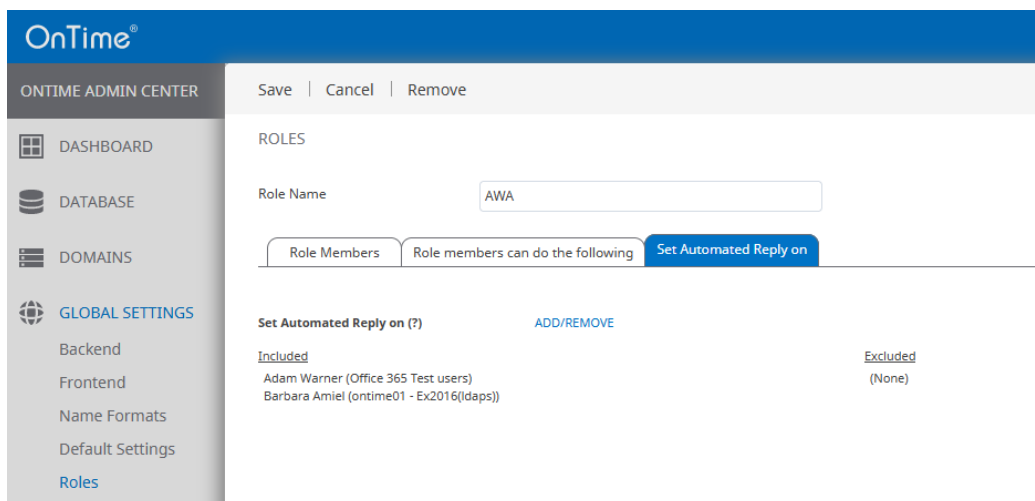 OnTime®
ONTIME ADMIN CENTER
Save | Cancel | Remove
DASHBOARD
DATABASE
DOMAINS
GLOBAL SETTINGS
Backend
Frontend
Name Formats
Default Settings
Roles
ROLES
Role Name AWA
Role Members Role members can do the following Set Automated Reply on
Set Automated Reply on (?) ADD/REMOVE
Included Excluded
Adam Warner (Office 365 Test users) (None)
Barbara Amiel (ontime01 - Ex2016(ldaps))